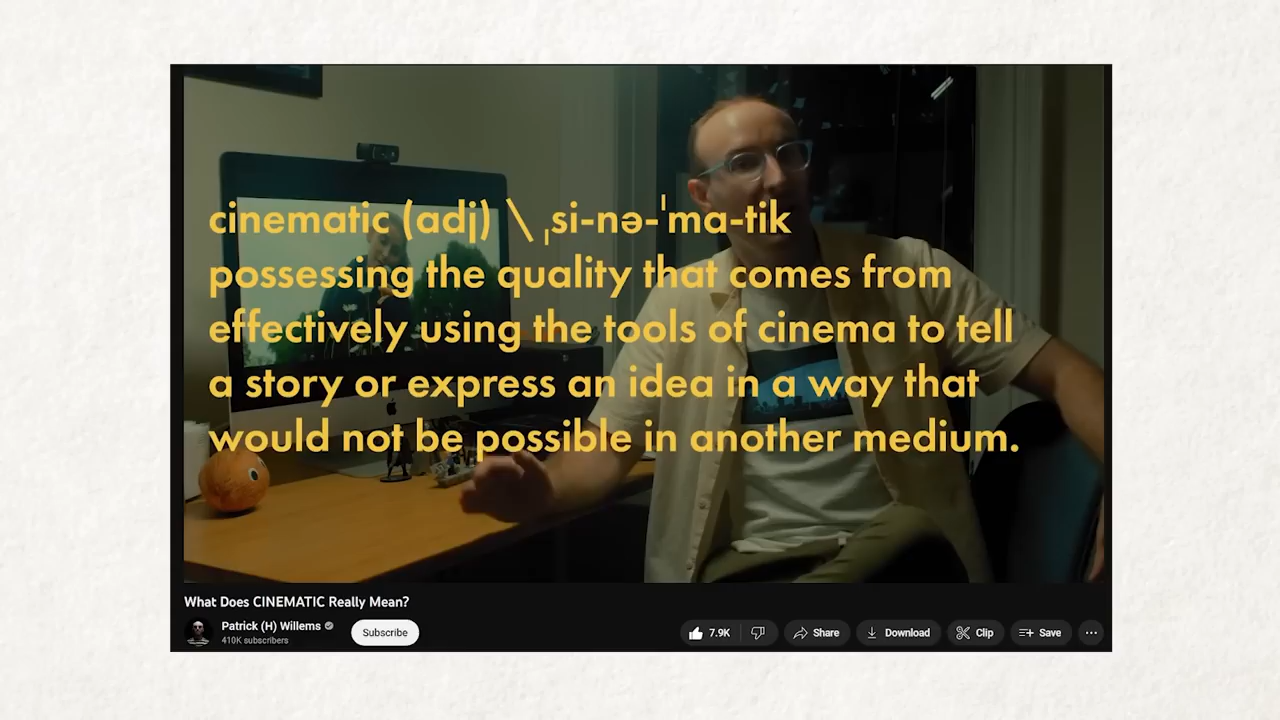 cinematic (adj) \ ˌsi-nə-ˈma-tik
possessing the quality that comes from
effectively using the tools of cinema to tell
a story or express an idea in a way that
would not be possible in another medium.
What Does CINEMATIC Really Mean?
Patrick (H) Willems
410K subscribers
Subscribe
7.9K
Share
Download
Clip
Save